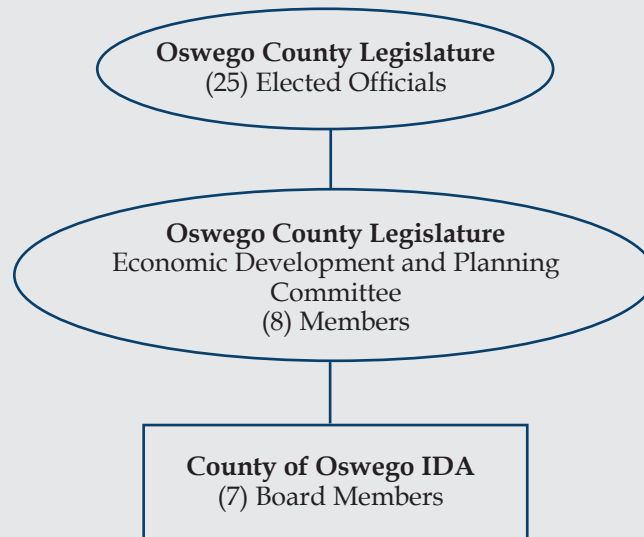 Oswego County Legislature
(25) Elected Officials
Oswego County Legislature
Economic Development and Planning
Committee
(8) Members
County of Oswego IDA
(7) Board Members